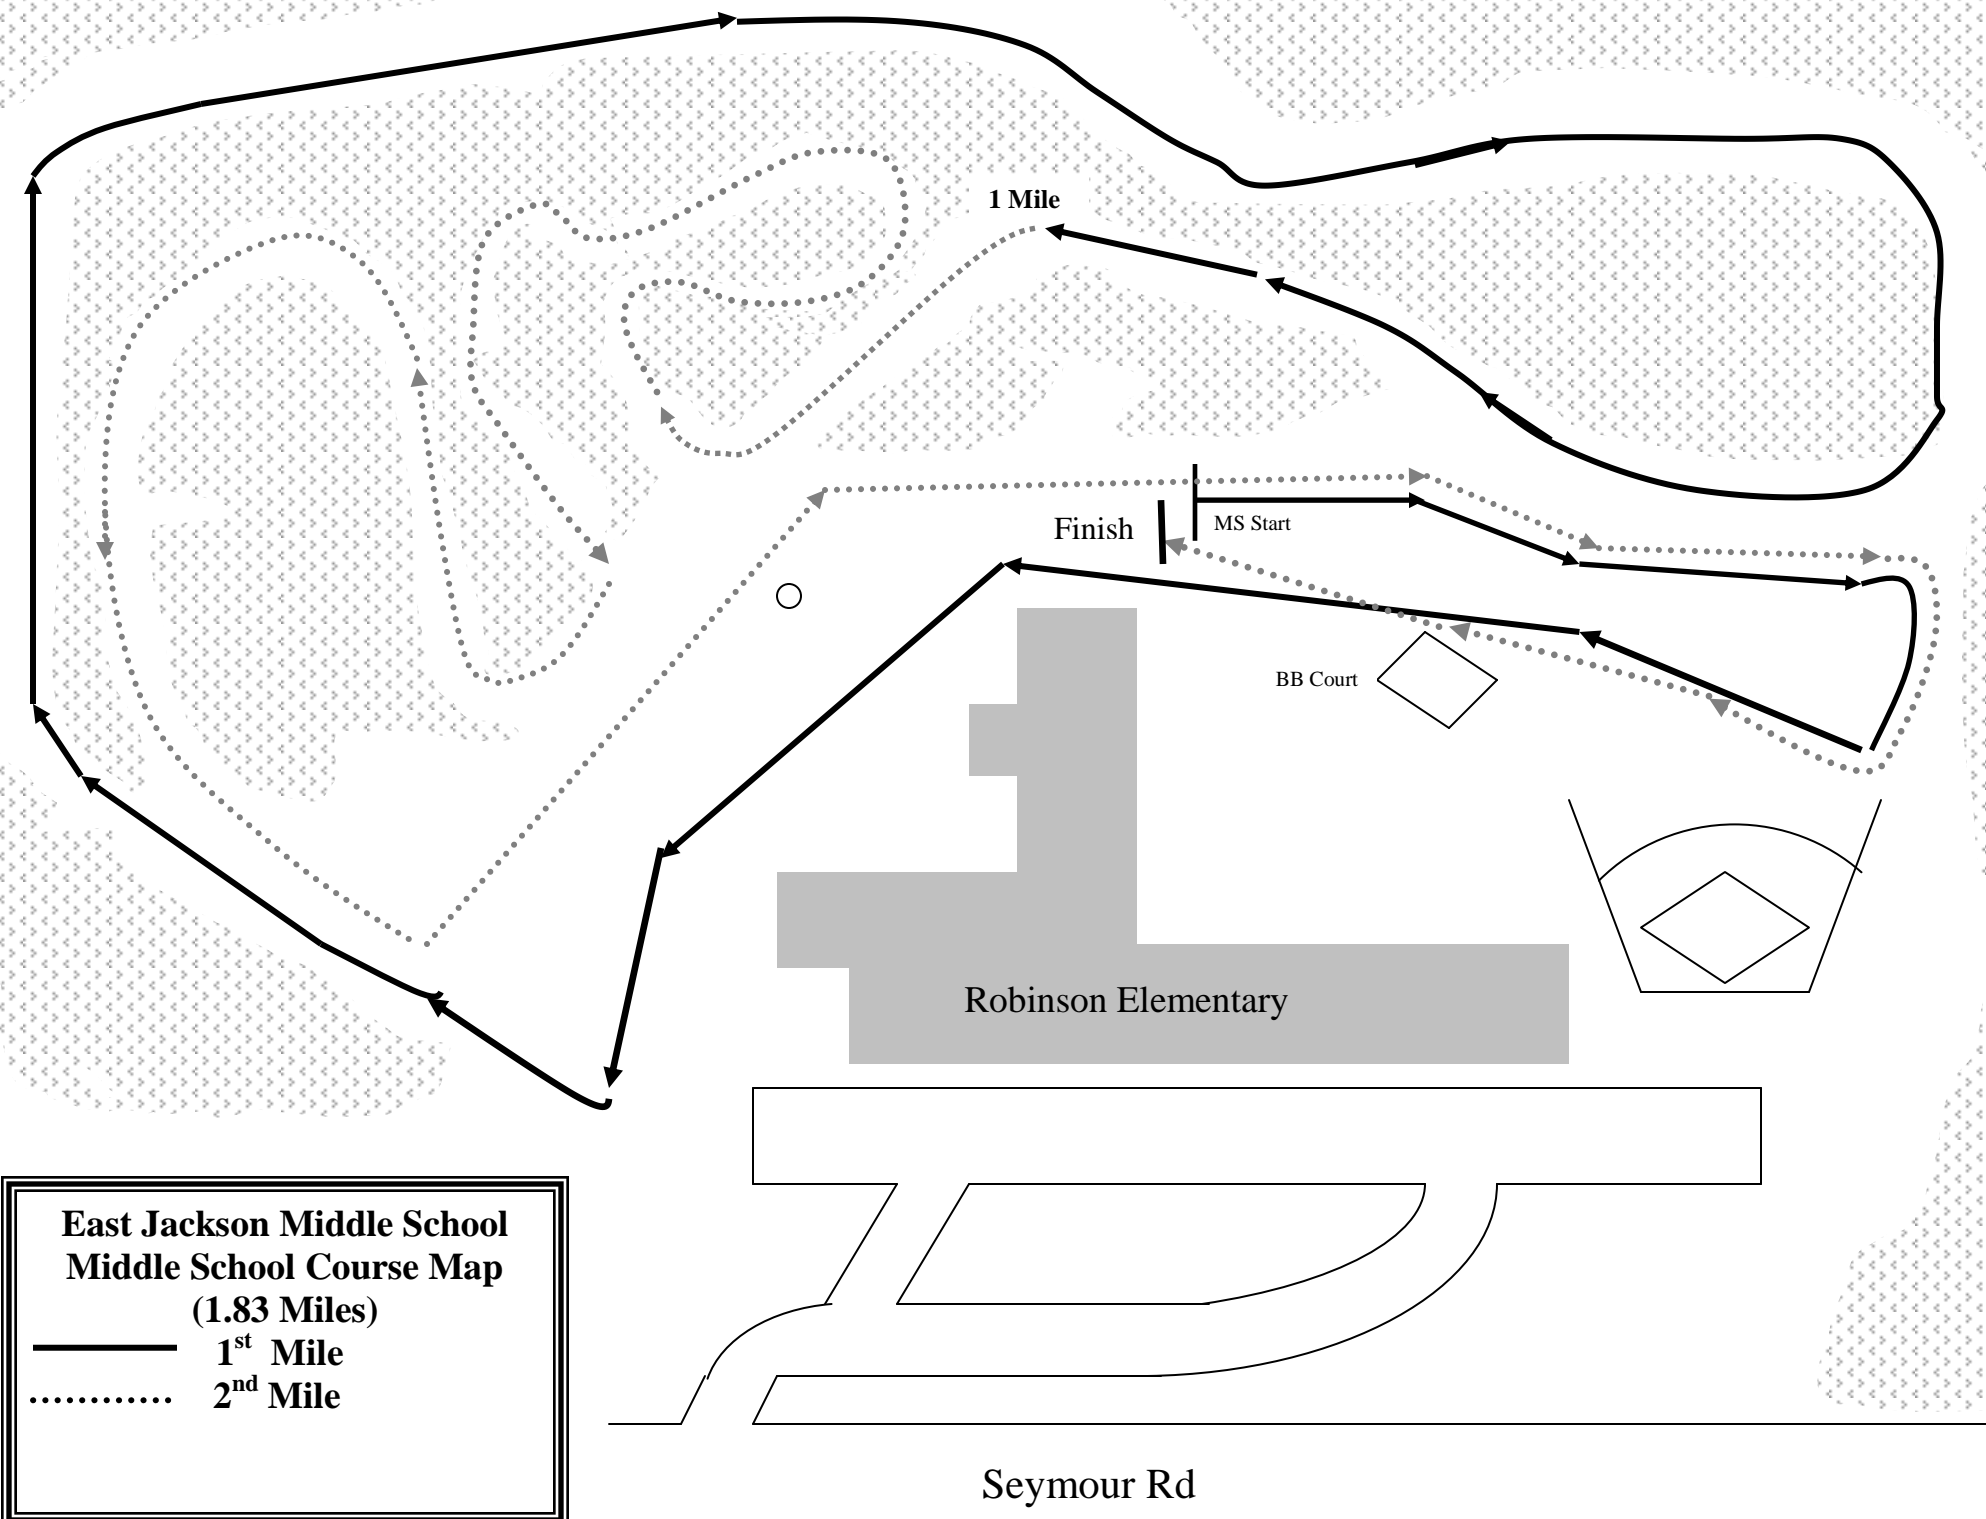 1 Mile
Finish
MS Start
BB Court
Robinson Elementary
East Jackson Middle School
Middle School Course Map
(1.83 Miles)
1st Mile
2nd Mile
Seymour Rd